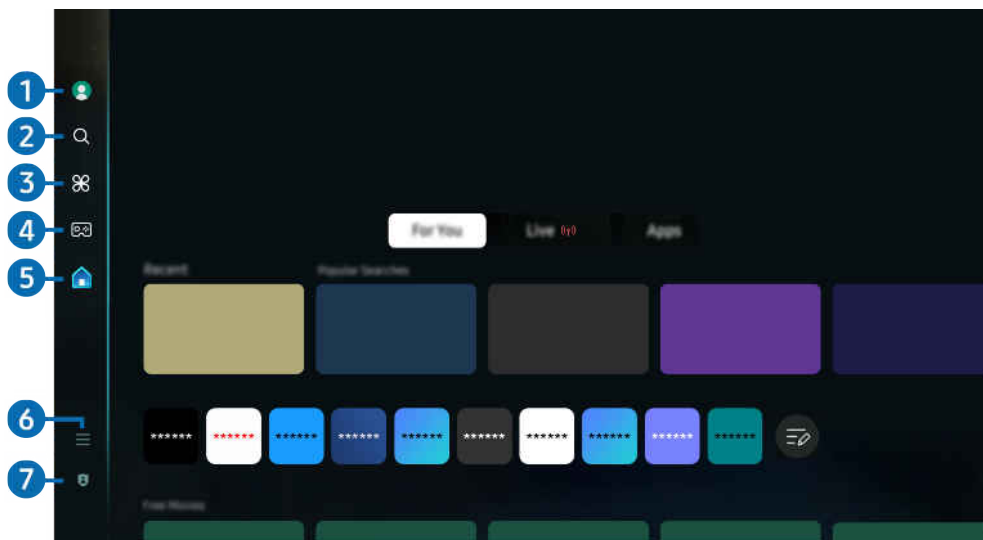 1
2
3
4
5
6
7
For You
Live
Apps
Recent
Popular Searches
****** ****** ****** ****** ****** ****** ****** ****** ****** ******
Free Movies